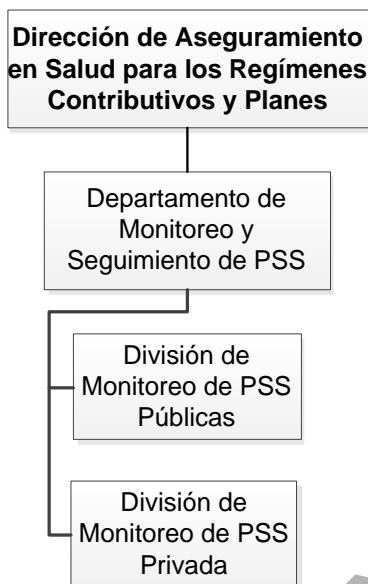 Dirección de Aseguramiento
en Salud para los Regímenes
Contributivos y Planes
Departamento de
Monitoreo y
Seguimiento de PSS
División de
Monitoreo de PSS
Públicas
División de
Monitoreo de PSS
Privada